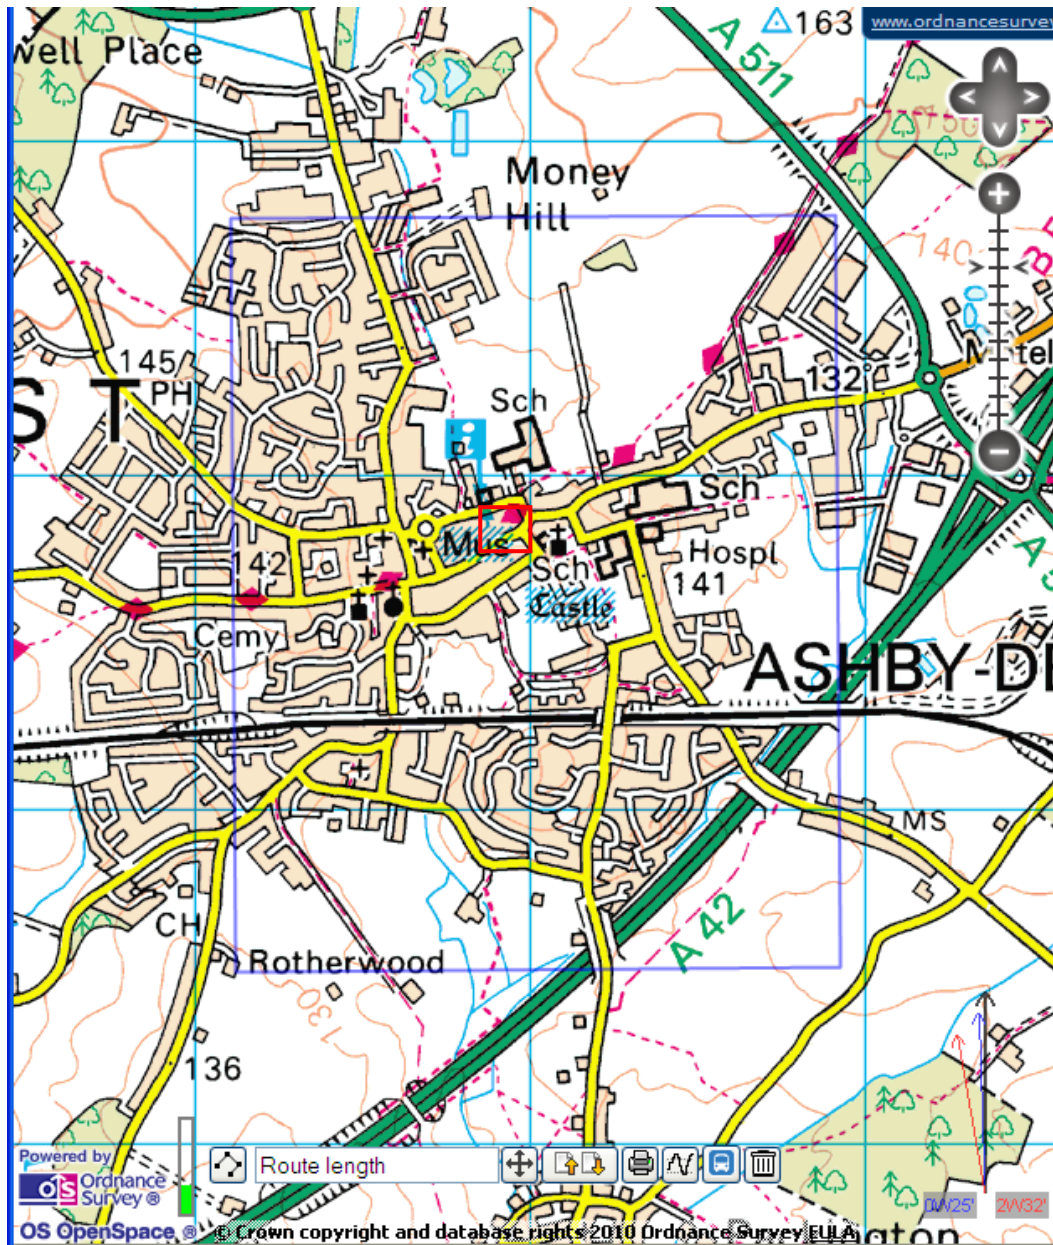 163
www.ordnancesurvey
A 511
well Place
150
Money
Hill
140
145
PH
S T
132
Sch
Sch
Mus
Hospl
142
Sch
141
Castle
Cemy
ASHBY-DE
MS
CH
A 42
Rotherwood
130
136
Powered by
Ordnance
Survey ®
OS OpenSpace ®
Route length
0W25'
2W32'
© Crown copyright and database rights 2010 Ordnance Survey EULA